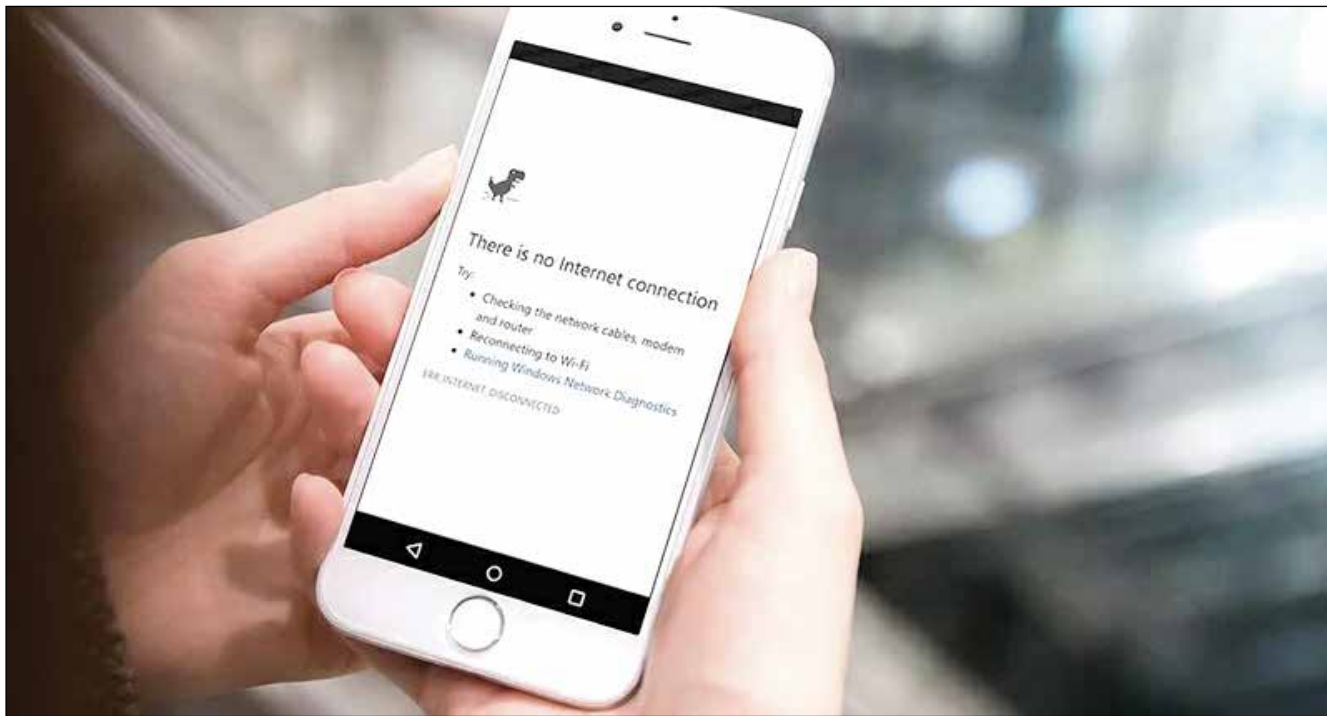 There is no Internet connection
Try:
• Checking the network cables, modem
and router
• Reconnecting to Wi-Fi
• Running Windows Network Diagnostics
ERR_INTERNET_DISCONNECTED